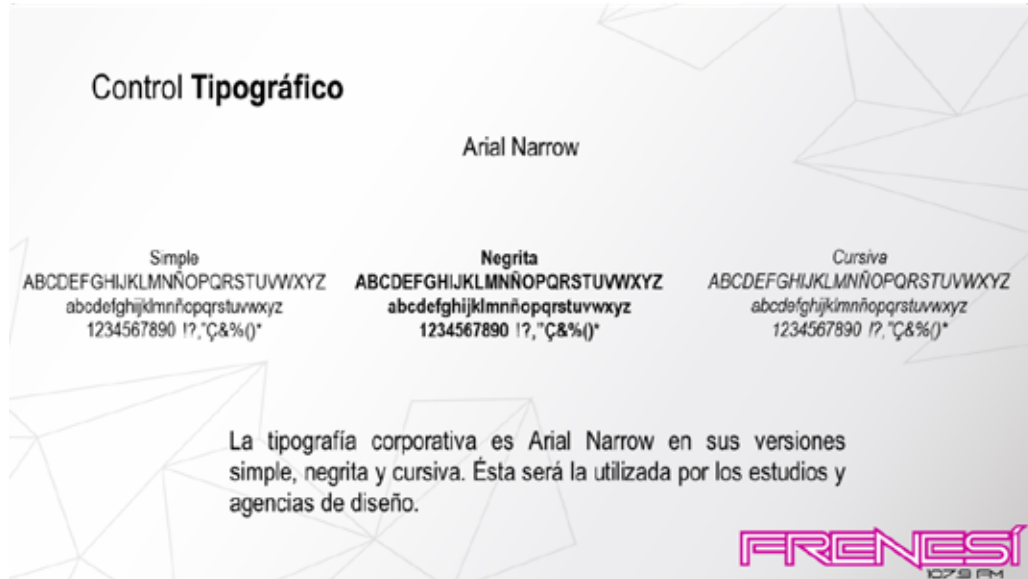 Control Tipográfico
Arial Narrow
Simple
ABCDEFGHIJKLMNÑOPQRSTUVWXYZ
abcdefghijklmnñopqrstuvwxyz
1234567890 !?,"Ç&%()*
Negrita
ABCDEFGHIJKLMNÑOPQRSTUVWXYZ
abcdefghijklmnñopqrstuvwxyz
1234567890 !?,"Ç&%()*
Cursiva
ABCDEFGHIJKLMNÑOPQRSTUVWXYZ
abcdefghijklmnñopqrstuvwxyz
1234567890 !?,"Ç&%()*
La tipografía corporativa es Arial Narrow en sus versiones
simple, negrita y cursiva. Ésta será la utilizada por los estudios y
agencias de diseño.
FRENESÍ
107.9 FM